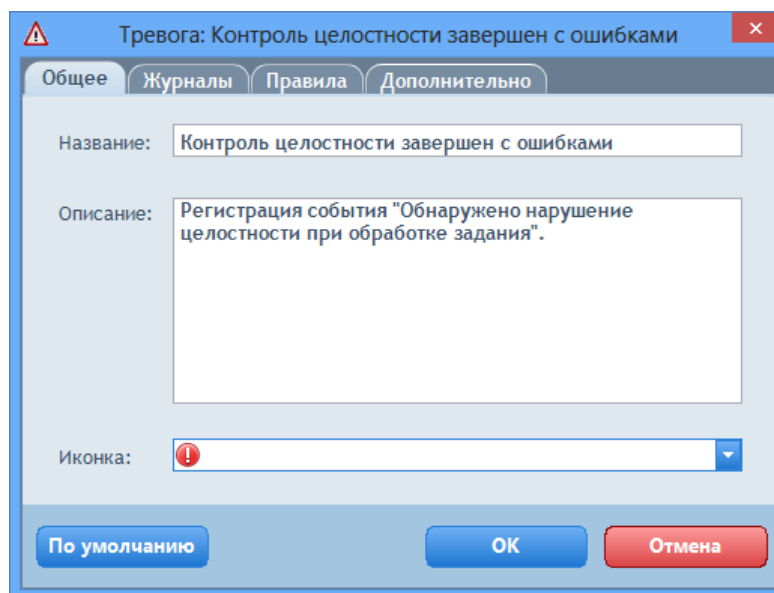 Тревога: Контроль целостности завершен с ошибками
Общее Журналы Правила Дополнительно
Название: Контроль целостности завершен с ошибками
Описание: Регистрация события "Обнаружено нарушение
целостности при обработке задания".
Иконка:
По умолчанию ОК Отмена